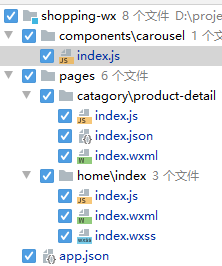 shopping-wx 8 个文件 D:\proje
components\carousel 1 个文
index.js
pages 6 个文件
catagory\product-detail
index.js
index.json
index.wxml
home\index 3 个文件
index.js
index.wxml
index.wxss
app.json